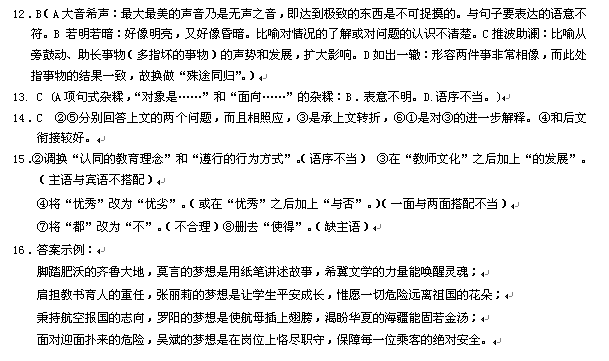 12．B（A大音希声：最大最美的声音乃是无声之音，即达到极致的东西是不可捉摸的。与句子要表达的语意不
符。B 若明若暗：好像明亮，又好像昏暗。比喻对情况的了解或对问题的认识不清楚。C推波助澜：比喻从
旁鼓动、助长事物（多指坏的事物）的声势和发展，扩大影响。D如出一辙：形容两件事非常相像，而此处
指事物的结果一致，故换做“殊途同归”。）
13．C（A项句式杂糅，“对象是……”和“面向……”的杂糅；B．表意不明。D.语序不当。）
14．C ②⑤分别回答上文的两个问题，而且相照应，③是承上文转折，⑥①是对③的进一步解释。④和后文
衔接较好。
15．②调换“认同的教育理念”和“遵行的行为方式”。（语序不当） ③在“教师文化”之后加上“的发展”。
（主语与宾语不搭配）
④将“优秀”改为“优劣”。（或在“优秀”之后加上“与否”。）（一面与两面搭配不当）
⑦将“都”改为“不”。（不合理）⑧删去“使得”。（缺主语）
16．答案示例：
脚踏肥沃的齐鲁大地，莫言的梦想是用纸笔讲述故事，希冀文学的力量能唤醒灵魂；
肩担教书育人的重任，张丽莉的梦想是让学生平安成长，惟愿一切危险远离祖国的花朵；
秉持航空报国的志向，罗阳的梦想是使航母插上翅膀，渴盼华夏的海疆能固若金汤；
面对迎面扑来的危险，吴斌的梦想是在岗位上恪尽职守，保障每一位乘客的绝对安全。